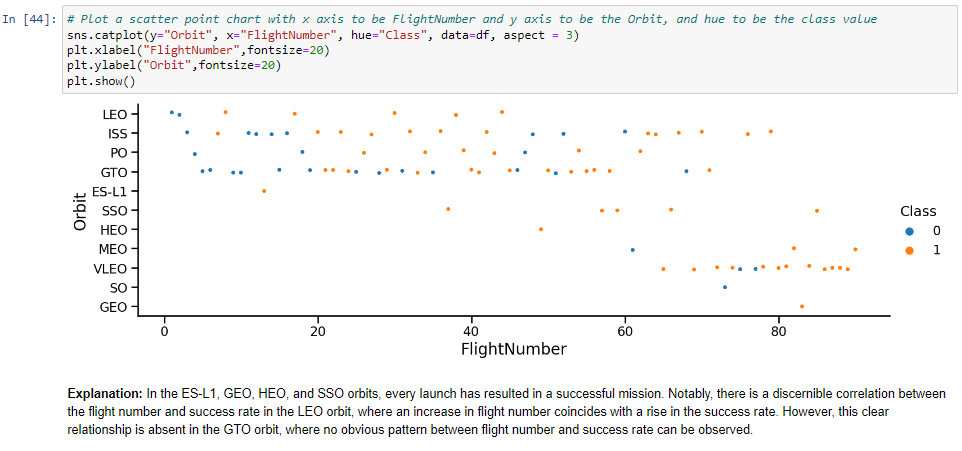 In [44]: # Plot a scatter point chart with x axis to be FlightNumber and y axis to be the Orbit, and hue to be the class value
sns.catplot(y="Orbit", x="FlightNumber", hue="Class", data=df, aspect = 3)
plt.xlabel("FlightNumber",fontsize=20)
plt.ylabel("Orbit",fontsize=20)
plt.show()
LEO
ISS
PO
GTO
ES-L1
SSO
HEO
MEO
VLEO
SO
GEO
Orbit
0 20 40 60 80
FlightNumber
Class
0
1
Explanation: In the ES-L1, GEO, HEO, and SSO orbits, every launch has resulted in a successful mission. Notably, there is a discernible correlation between
the flight number and success rate in the LEO orbit, where an increase in flight number coincides with a rise in the success rate. However, this clear
relationship is absent in the GTO orbit, where no obvious pattern between flight number and success rate can be observed.